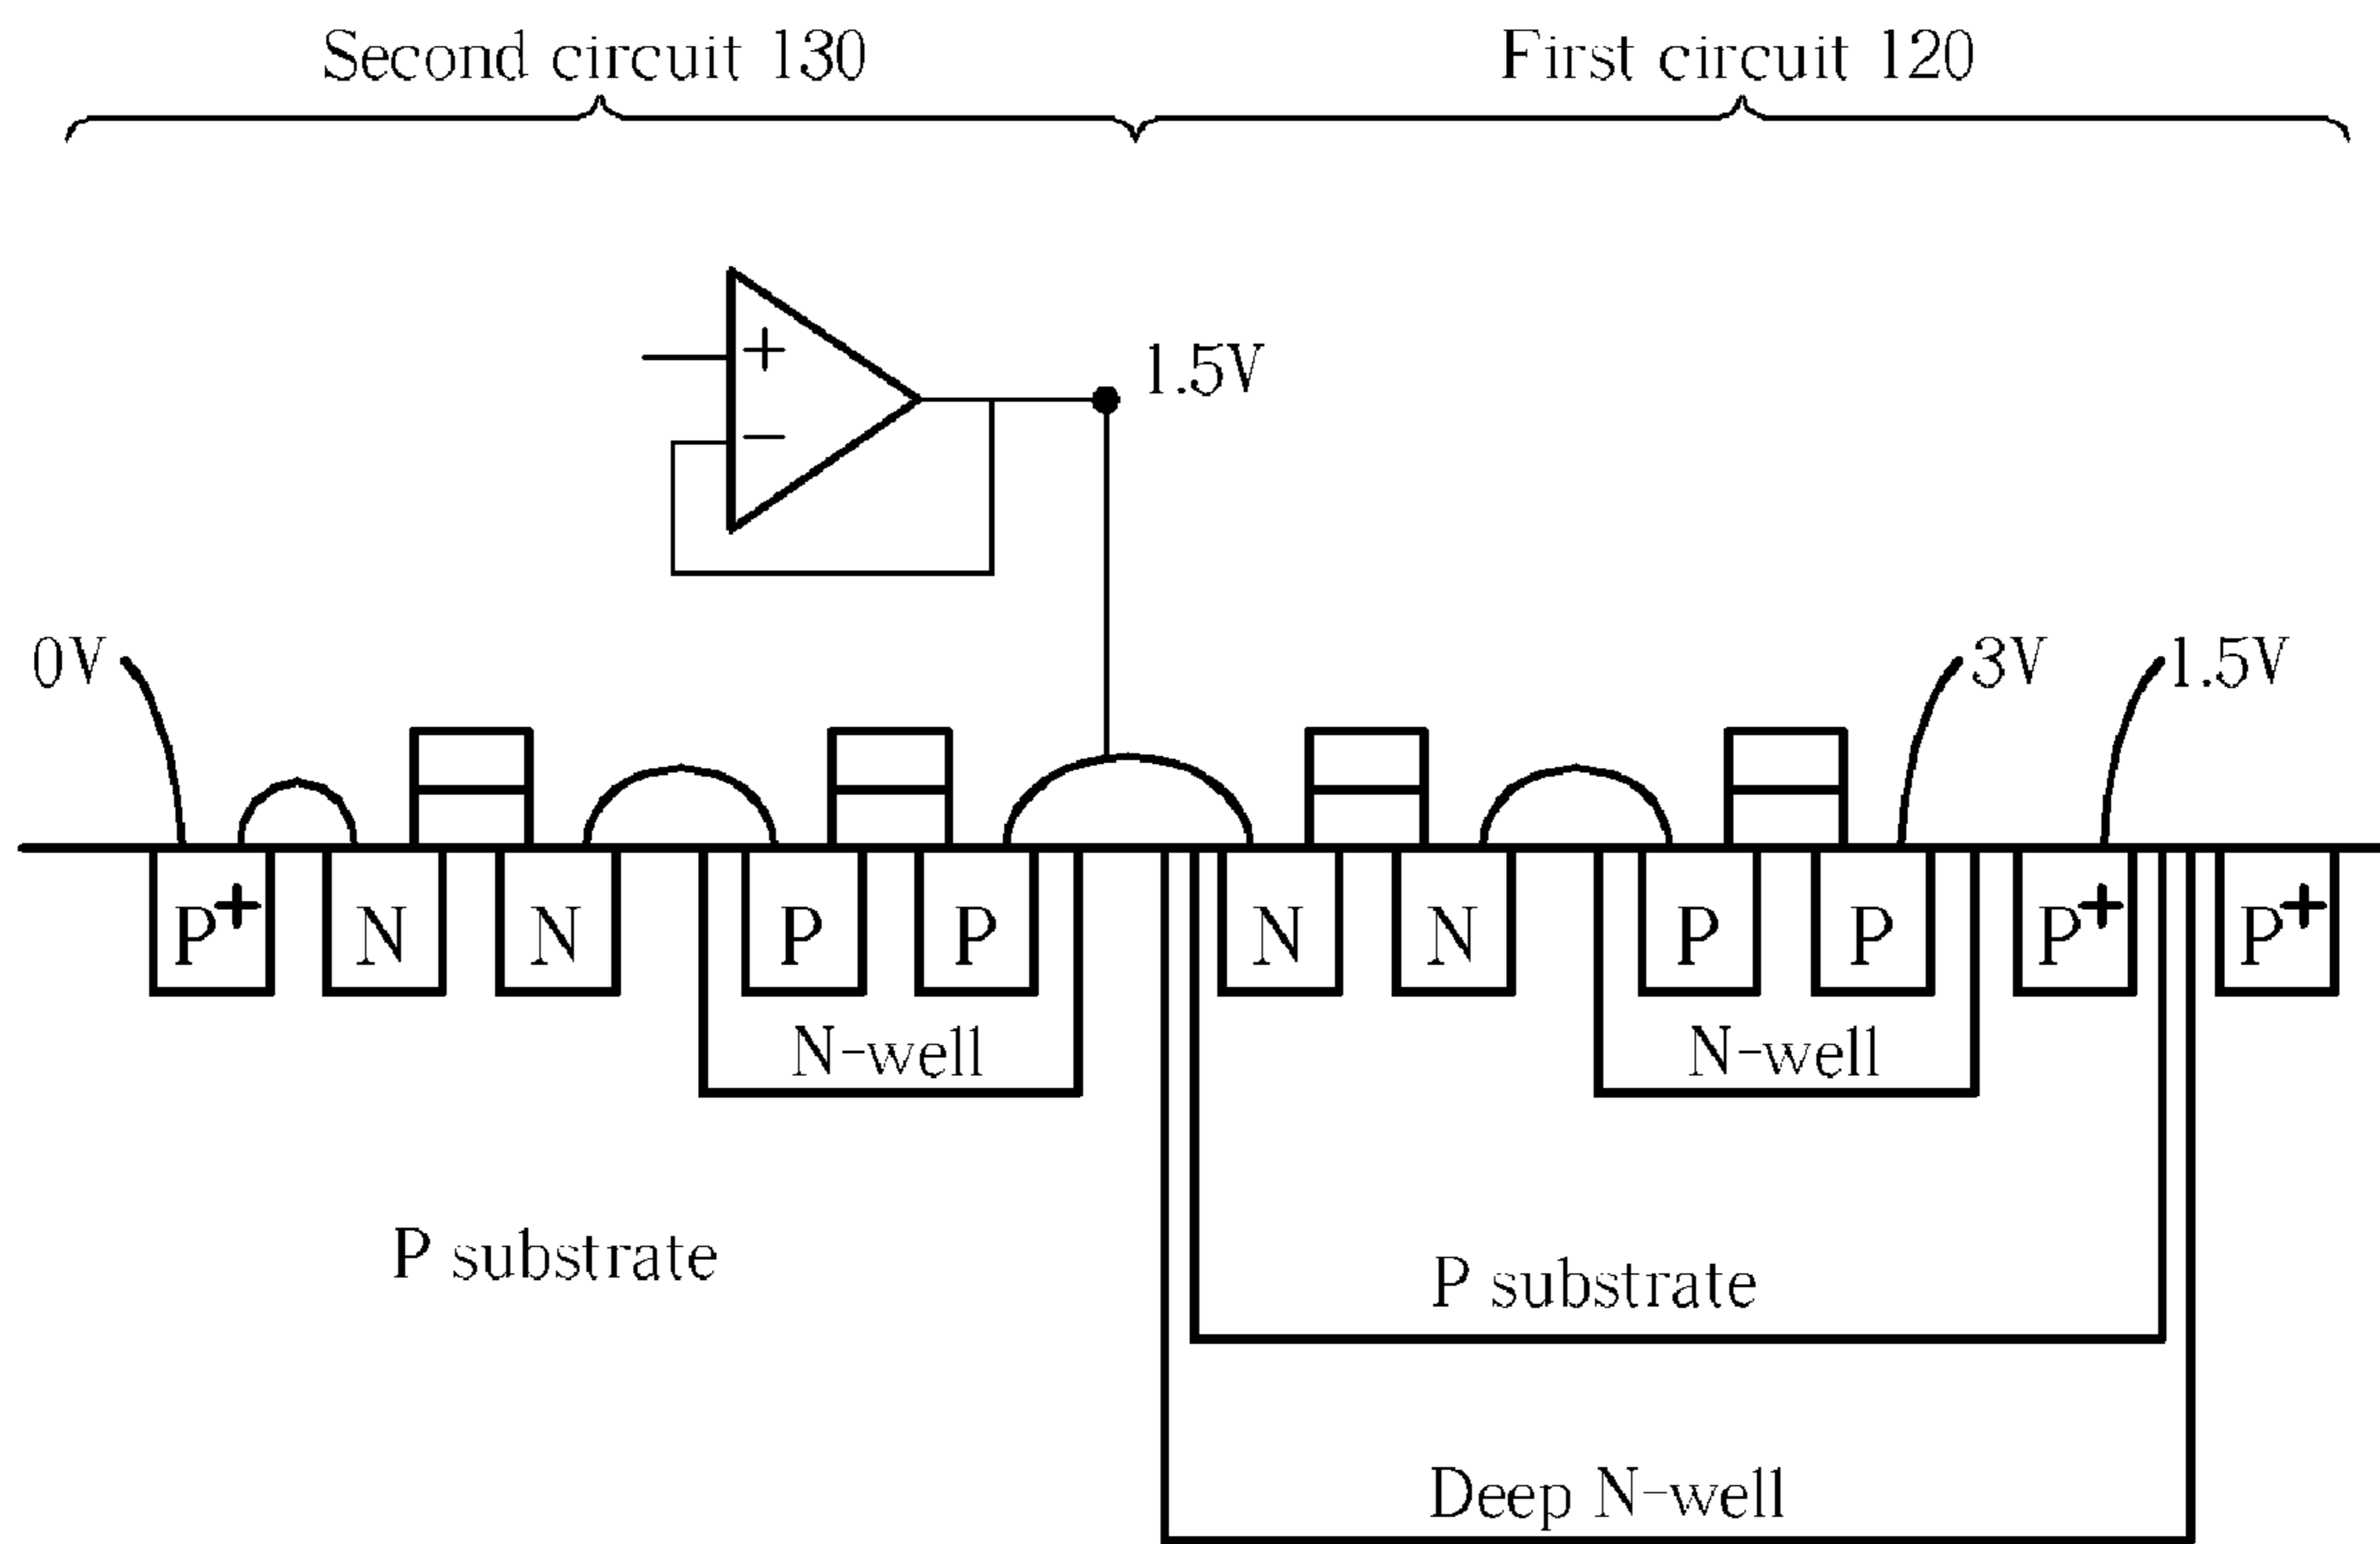 Second circuit 130 First circuit 120
+
1.5V
−
0V 3V 1.5V
P+ N N P P N N P P P+ P+
N-well N-well
P substrate P substrate
Deep N-well